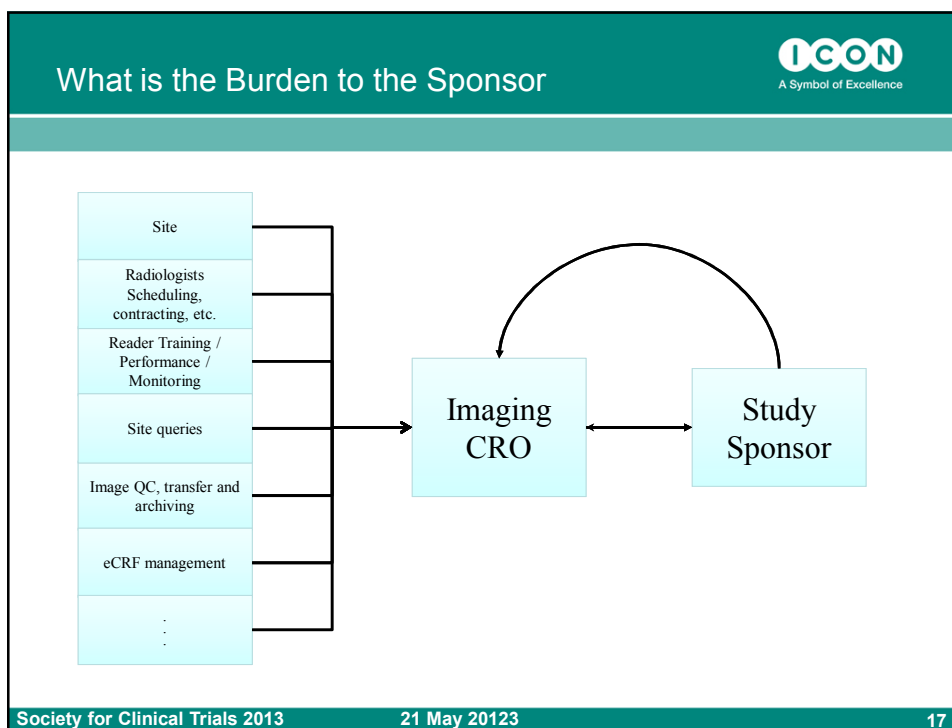 What is the Burden to the Sponsor
ICON
A Symbol of Excellence
Site
Radiologists
Scheduling,
contracting, etc.
Reader Training /
Performance /
Monitoring
Site queries
Image QC, transfer and
archiving
eCRF management
.
.
.
Imaging
CRO
Study
Sponsor
Society for Clinical Trials 2013 21 May 20123 17